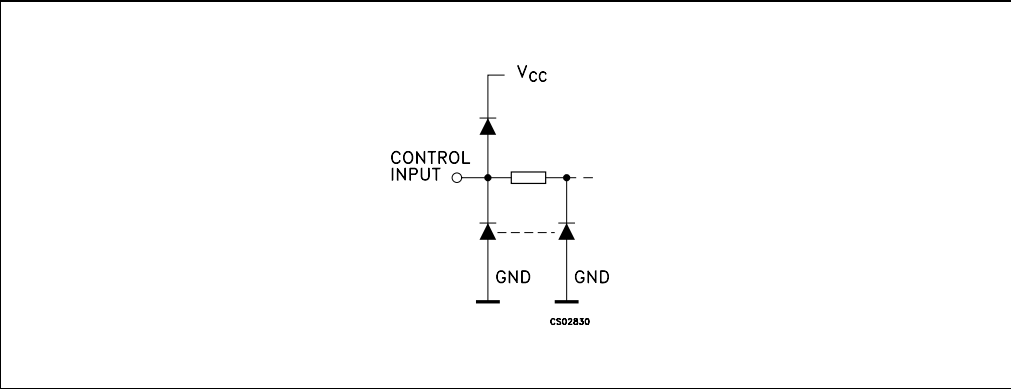 VCC
CONTROL
INPUT
GND
GND
CS02830